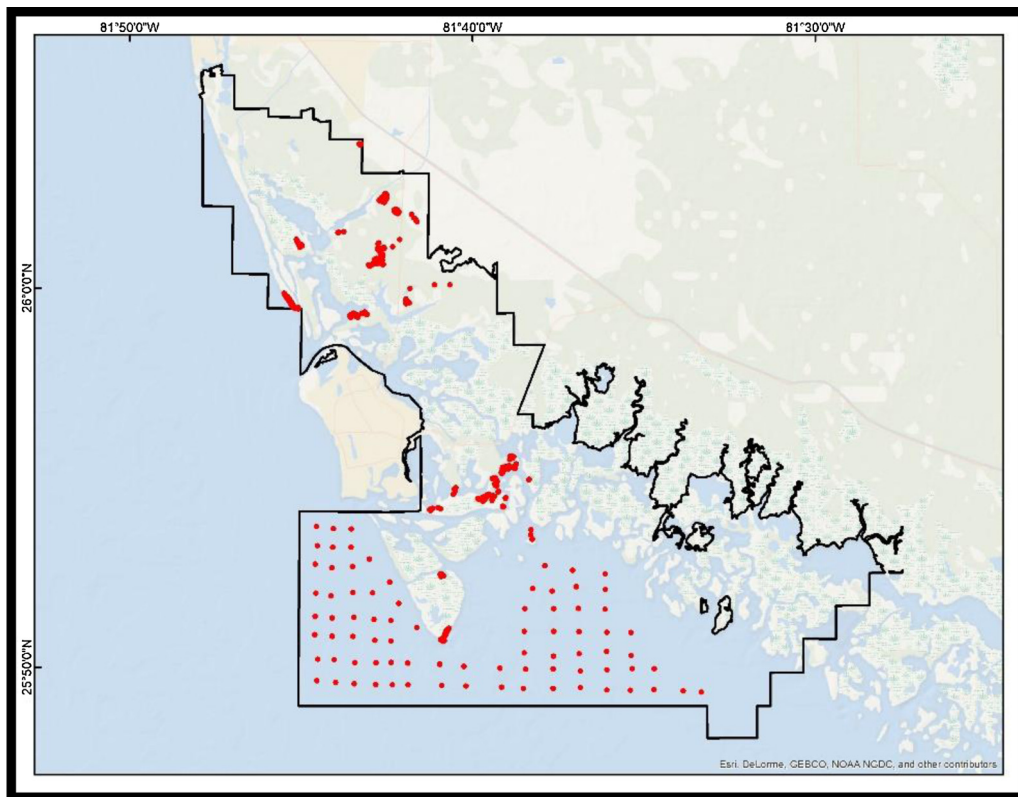 81°50'0"W 81°40'0"W 81°30'0"W
26°0'0"N
25°50'0"N
Esri, DeLorme, GEBCO, NOAA NGDC, and other contributors